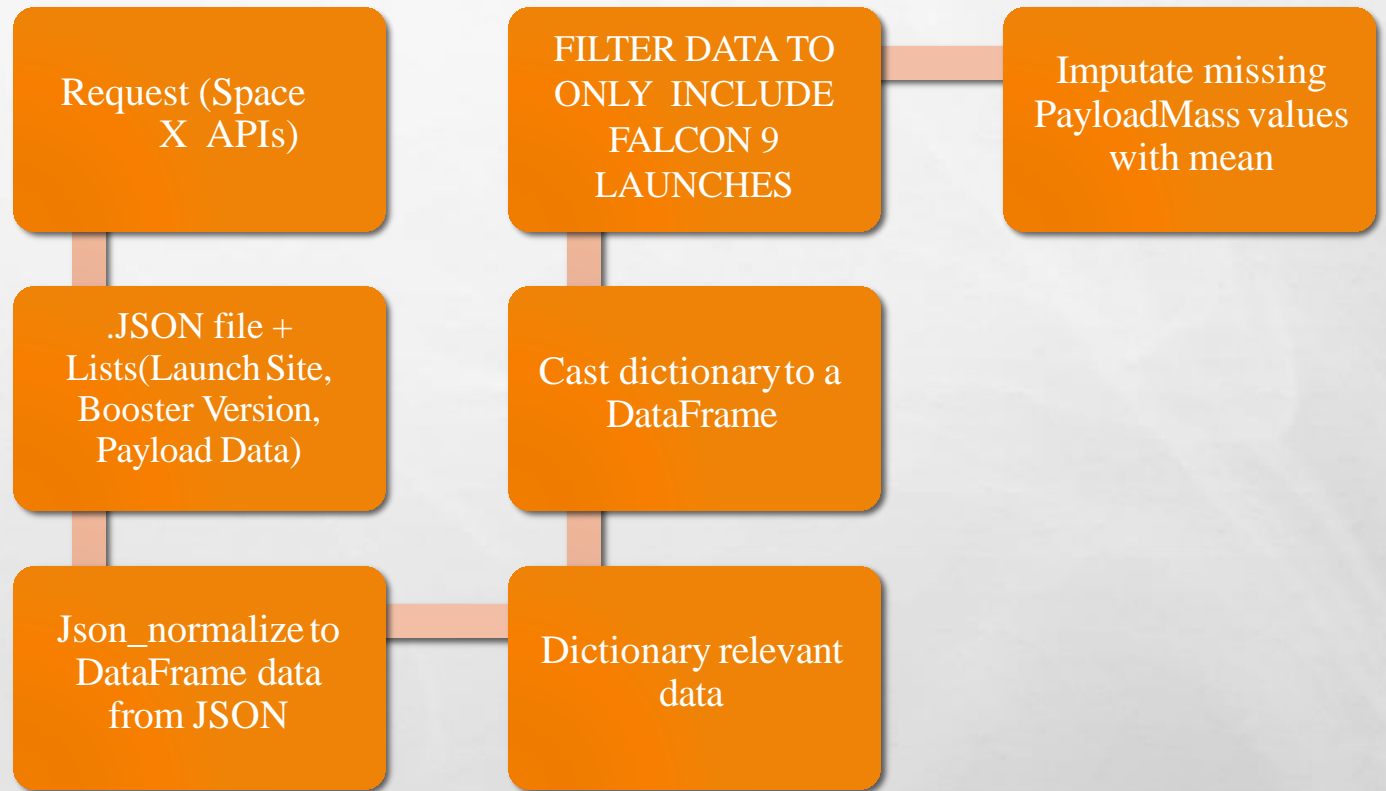 Request (Space
X APIs)
.JSON file +
Lists(Launch Site,
Booster Version,
Payload Data)
Json_normalize to
DataFrame data
from JSON
Dictionary relevant
data
Cast dictionary to a
DataFrame
FILTER DATA TO
ONLY INCLUDE
FALCON 9
LAUNCHES
Imputate missing
PayloadMass values
with mean